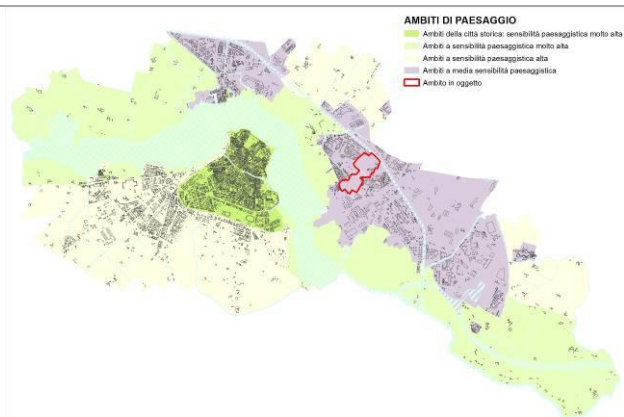 AMBITI DI PAESAGGIO
Ambiti della città storica: sensibilità paesaggistica molto alta
Ambiti a sensibilità paesaggistica molto alta
Ambiti a sensibilità paesaggistica alta
Ambiti a media sensibilità paesaggistica
Ambito in oggetto